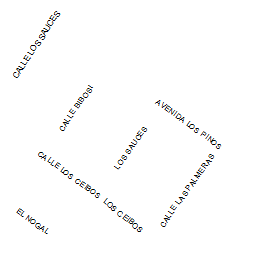 CALLE LOS SAUCES
CALLE BIBOSI
AVENIDA LOS PINOS
LOS SAUCES
CALLE LOS CEIBOS
LOS CEIBOS
CALLE LAS PALMERAS
EL NOGAL